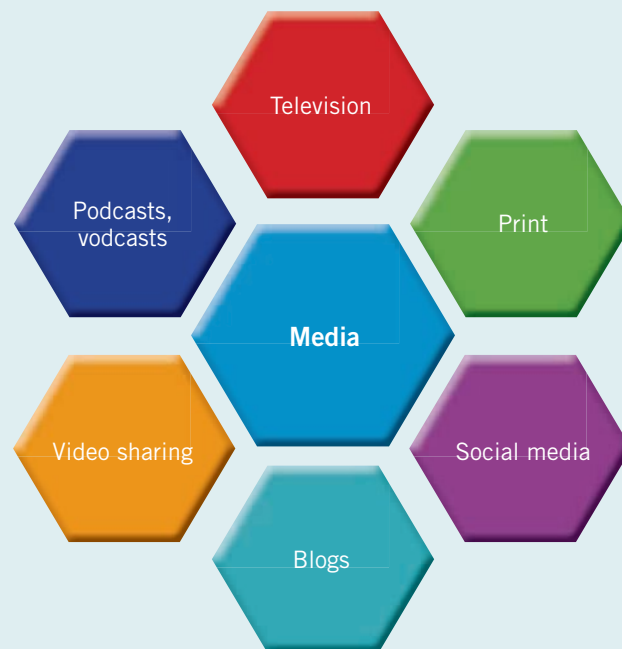 Television
Podcasts,
vodcasts
Print
Media
Video sharing
Social media
Blogs